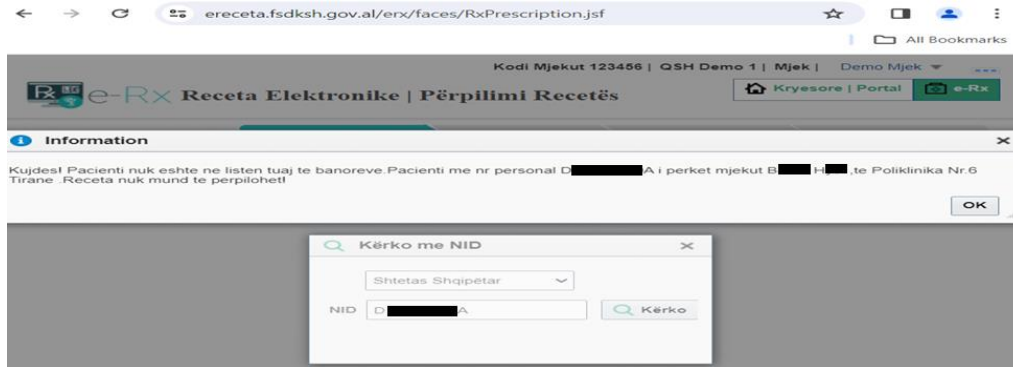 ereceta.fsdksh.gov.al/erx/faces/RxPrescription.jsf
All Bookmarks
Kodi Mjekut 123456 | QSH Demo 1 | Mjek | Demo Mjek
Rx e-Rx Receta Elektronike | Përpilimi Recetës
Kryesore | Portal e-Rx
Information
Kujdes! Pacienti nuk eshte ne listen tuaj te banoreve.Pacienti me nr personal D A i perket mjekut B H ,te Poliklinika Nr.6
Tirane .Receta nuk mund te perpilohet!
OK
Kërko me NID
Shtetas Shqipetar
NID D A Kërko